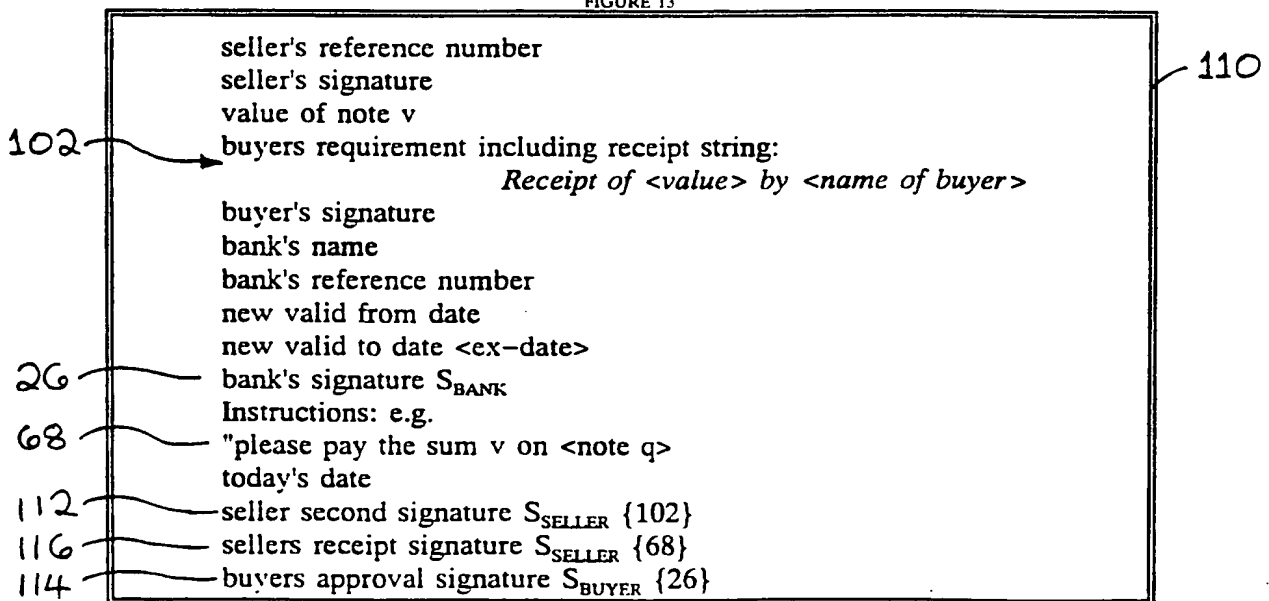 FIGURE 13
seller's reference number
seller's signature
110
value of note v
102
buyers requirement including receipt string:
Receipt of <value> by <name of buyer>
buyer's signature
bank's name
bank's reference number
new valid from date
new valid to date <ex-date>
26 bank's signature S_BANK
Instructions: e.g.
68 "please pay the sum v on <note q>
today's date
112 seller second signature S_SELLER {102}
116 sellers receipt signature S_SELLER {68}
114 buyers approval signature S_BUYER {26}